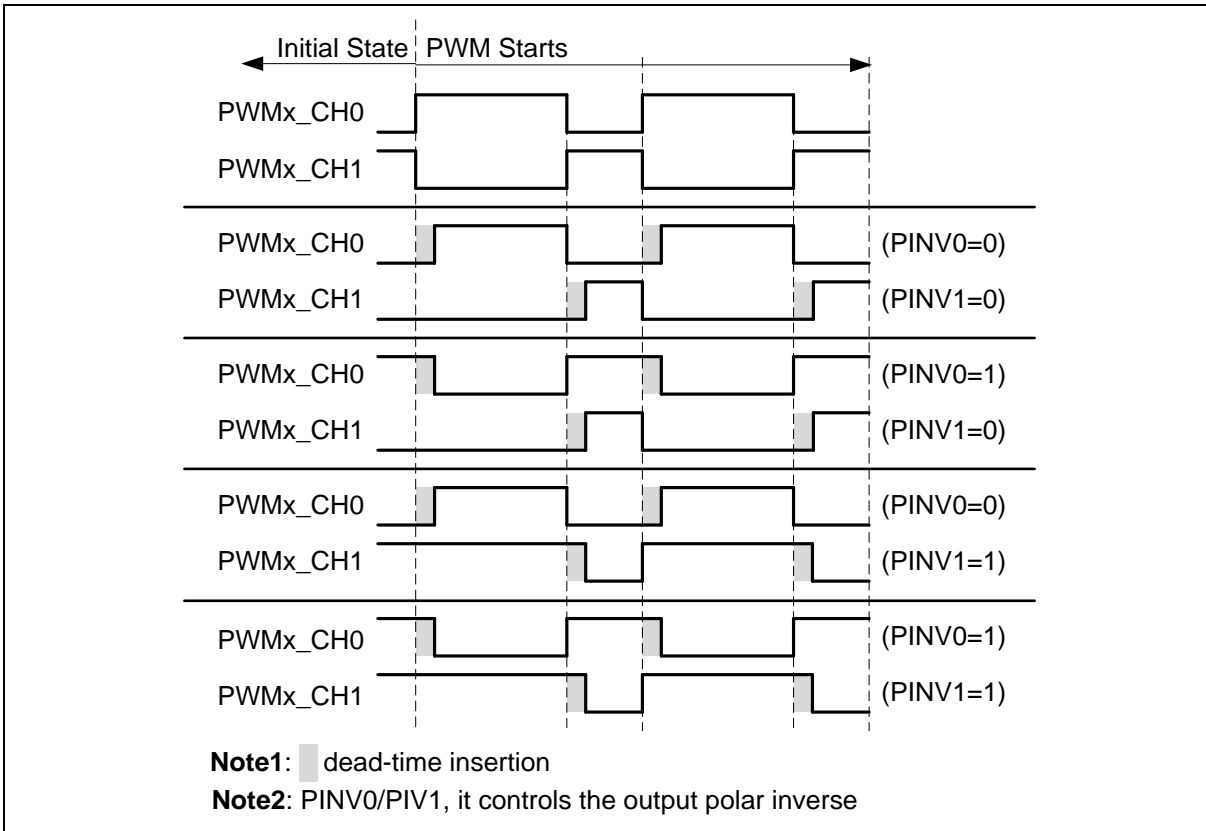 Initial State PWM Starts
PWMx_CH0
PWMx_CH1
PWMx_CH0 (PINV0=0)
PWMx_CH1 (PINV1=0)
PWMx_CH0 (PINV0=1)
PWMx_CH1 (PINV1=0)
PWMx_CH0 (PINV0=0)
PWMx_CH1 (PINV1=1)
PWMx_CH0 (PINV0=1)
PWMx_CH1 (PINV1=1)
Note1: dead-time insertion
Note2: PINV0/PIV1, it controls the output polar inverse